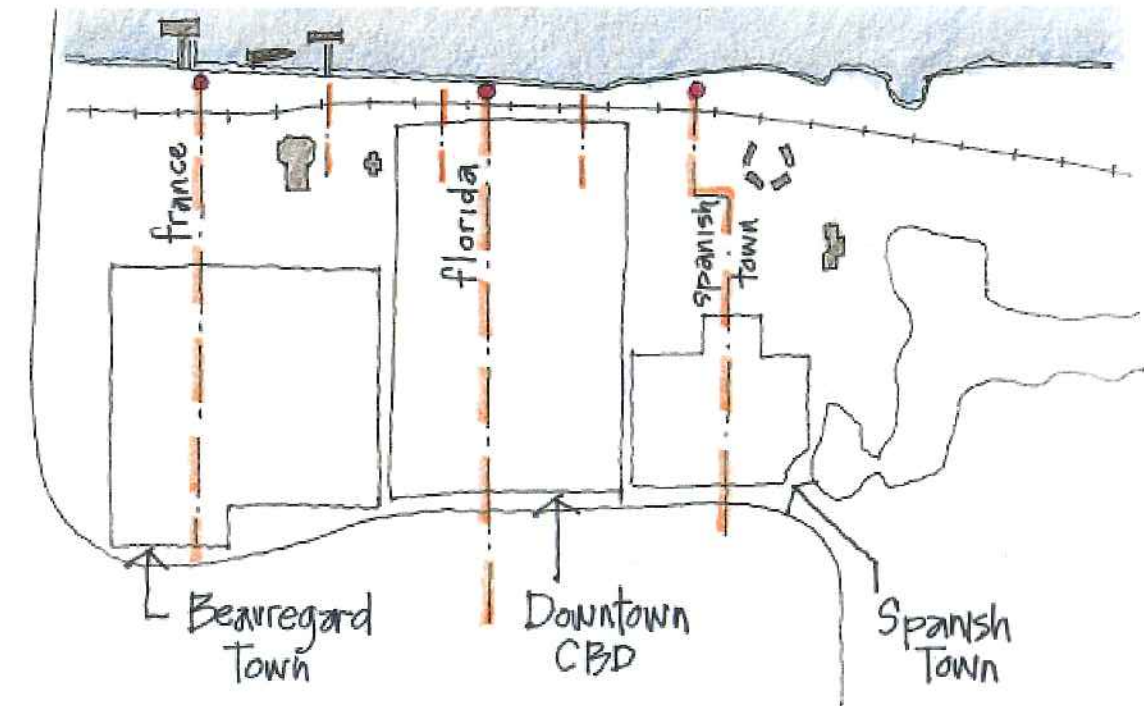 france
florida
spanish
town
Beauregard
Town
Downtown
CBD
Spanish
Town